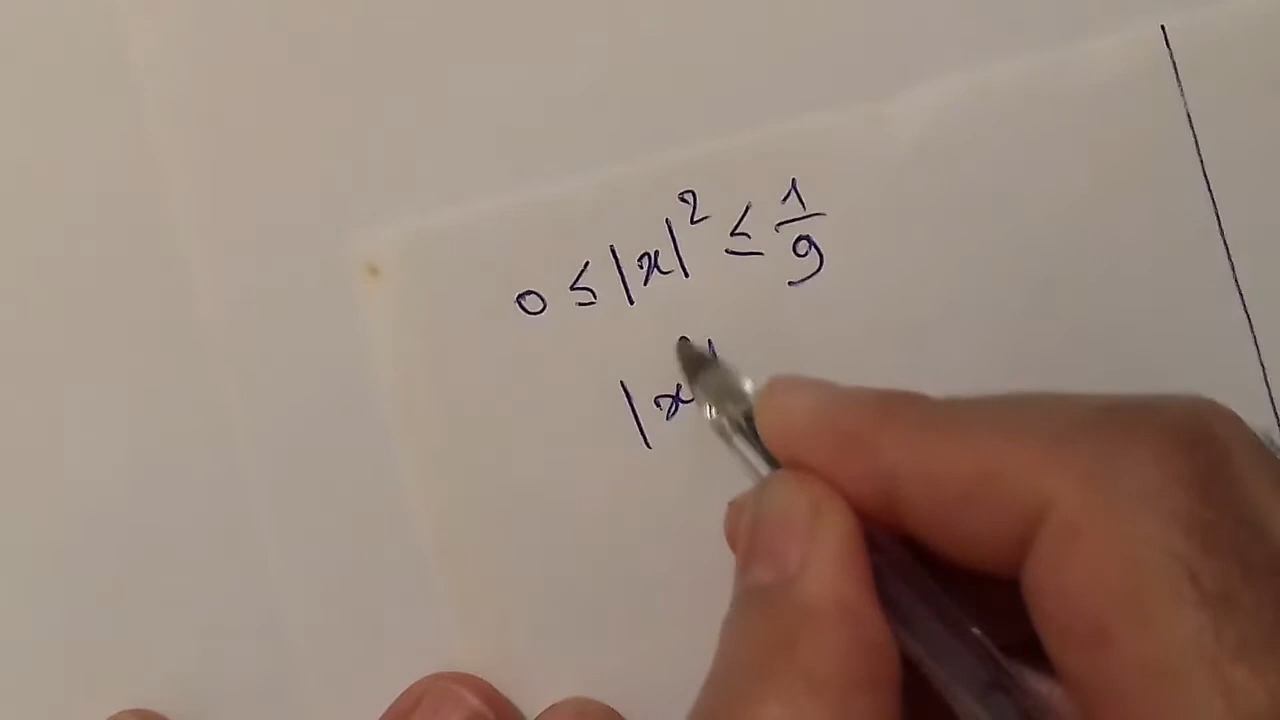 0 ≤ |x|² ≤ 1/9
|x|